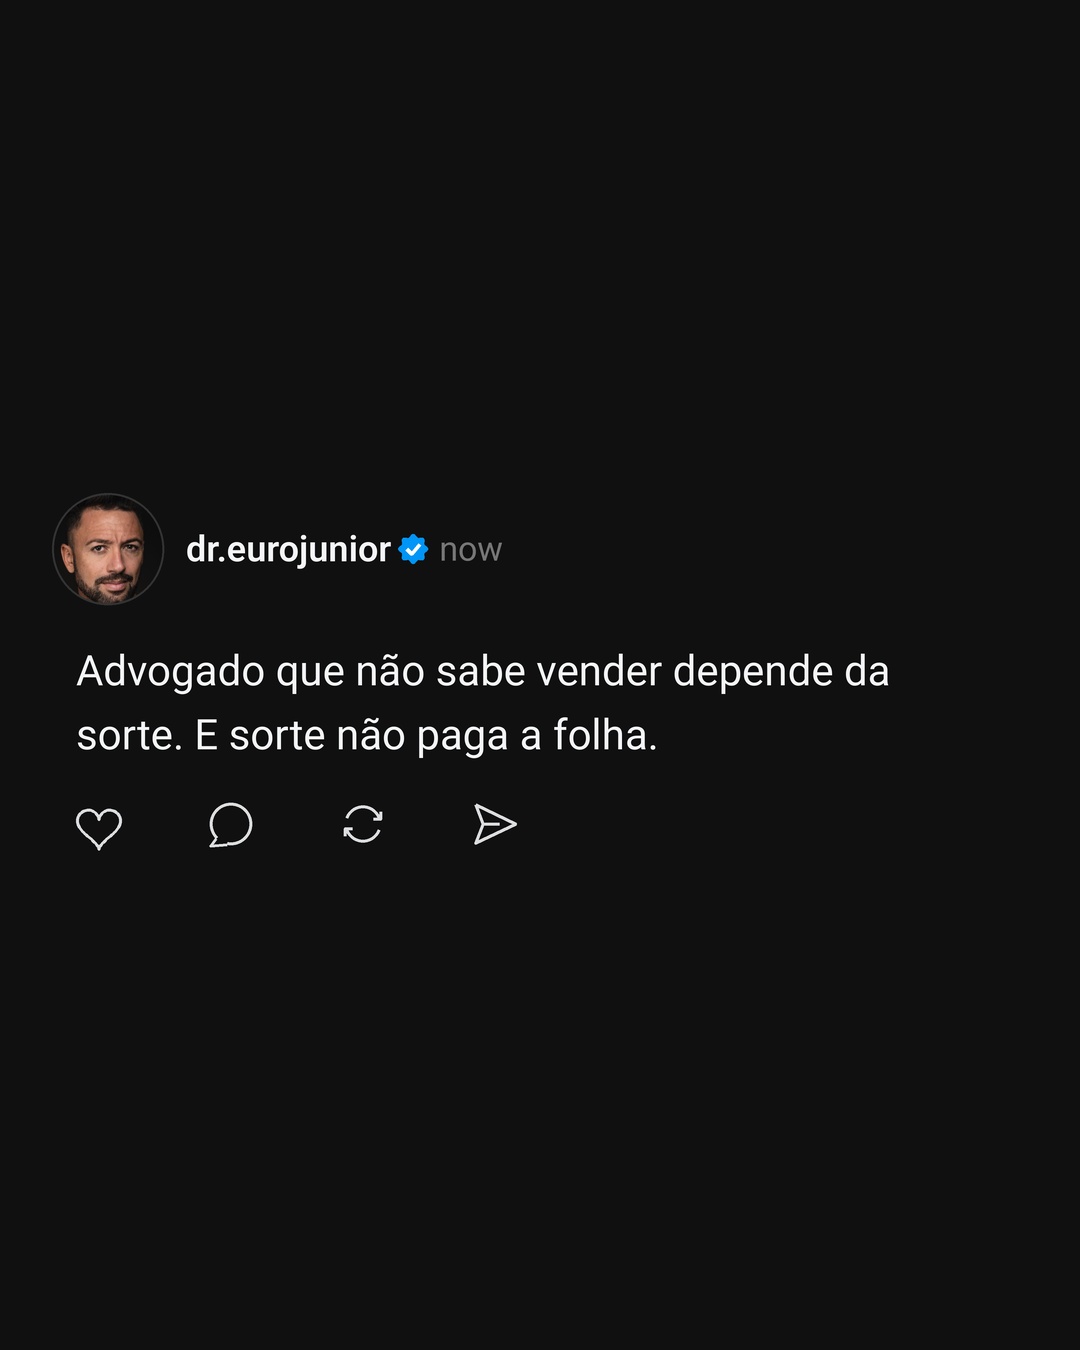 dr.eurojunior now
Advogado que não sabe vender depende da
sorte. E sorte não paga a folha.